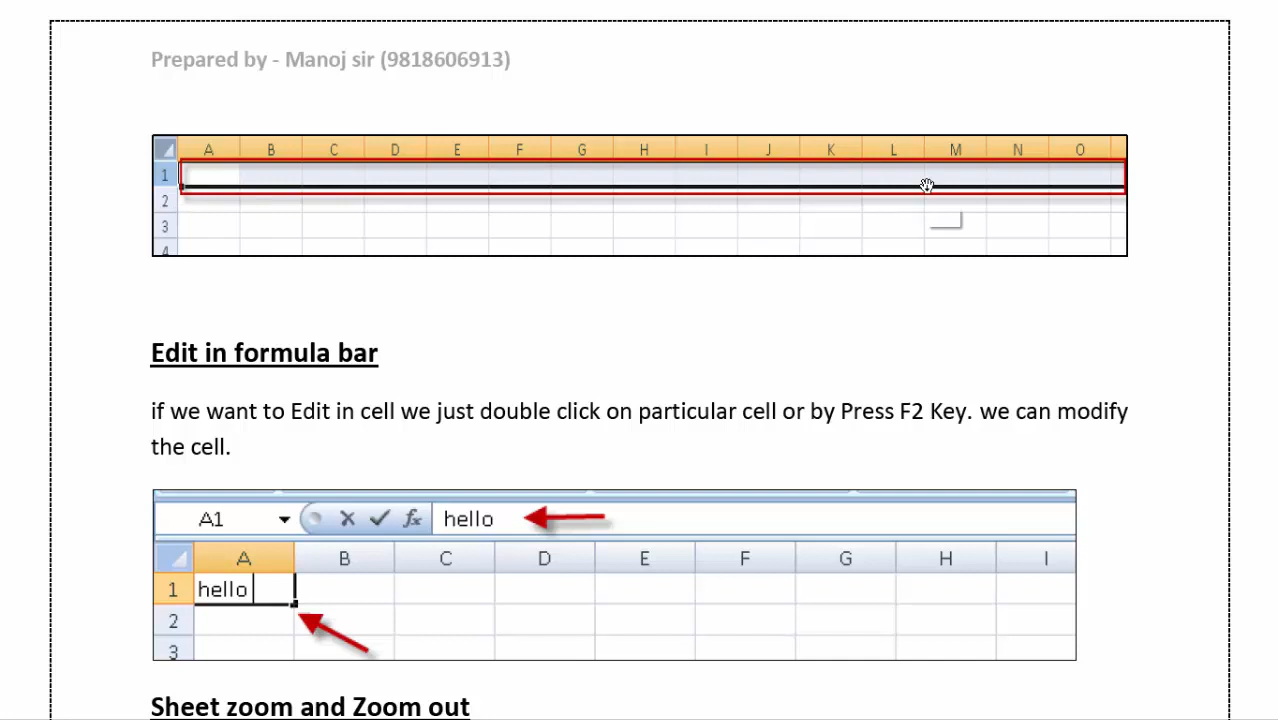 Prepared by - Manoj sir (9818606913)
A B C D E F G H I J K L M N O
1
2
3
4
Edit in formula bar
if we want to Edit in cell we just double click on particular cell or by Press F2 Key. we can modify
the cell.
A1 fx hello
A B C D E F G H I
1 hello
2
3
Sheet zoom and Zoom out